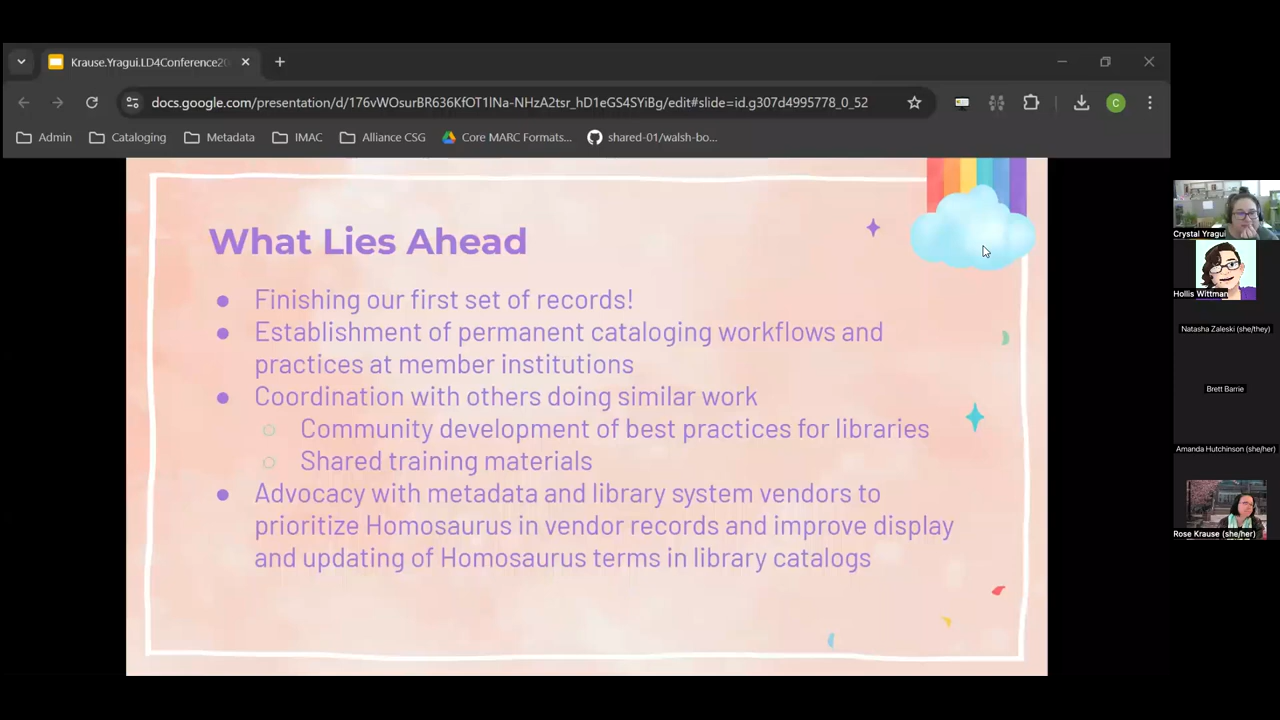 Krause.Yragui.LD4Conference20
docs.google.com/presentation/d/176vWOsurBR636KfOT1lNa-NHzA2tsr_hD1eGS4SYiBg/edit#slide=id.g307d4995778_0_52
C
Admin
Cataloging
Metadata
IMAC
Alliance CSG
Core MARC Formats...
shared-01/walsh-bo...
What Lies Ahead
● Finishing our first set of records!
● Establishment of permanent cataloging workflows and
practices at member institutions
● Coordination with others doing similar work
○ Community development of best practices for libraries
○ Shared training materials
● Advocacy with metadata and library system vendors to
prioritize Homosaurus in vendor records and improve display
and updating of Homosaurus terms in library catalogs
Crystal Yragui
Hollis Wittman
Natasha Zaleski (she/they)
Brett Barrie
Amanda Hutchinson (she/her)
Rose Krause (she/her)